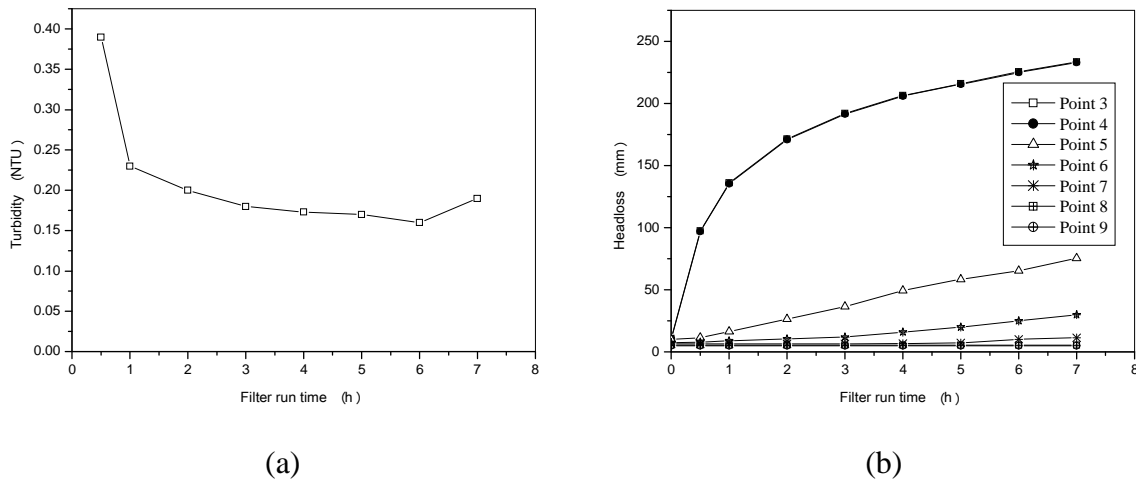 0.40
0.35
0.30
0.25
0.20
0.15
0.10
0.05
0.00
Turbidity (NTU)
0 1 2 3 4 5 6 7 8
Filter run time (h)
(a)
250
200
150
100
50
0
Headloss (mm)
Point 3
Point 4
Point 5
Point 6
Point 7
Point 8
Point 9
0 1 2 3 4 5 6 7 8
Filter run time (h)
(b)